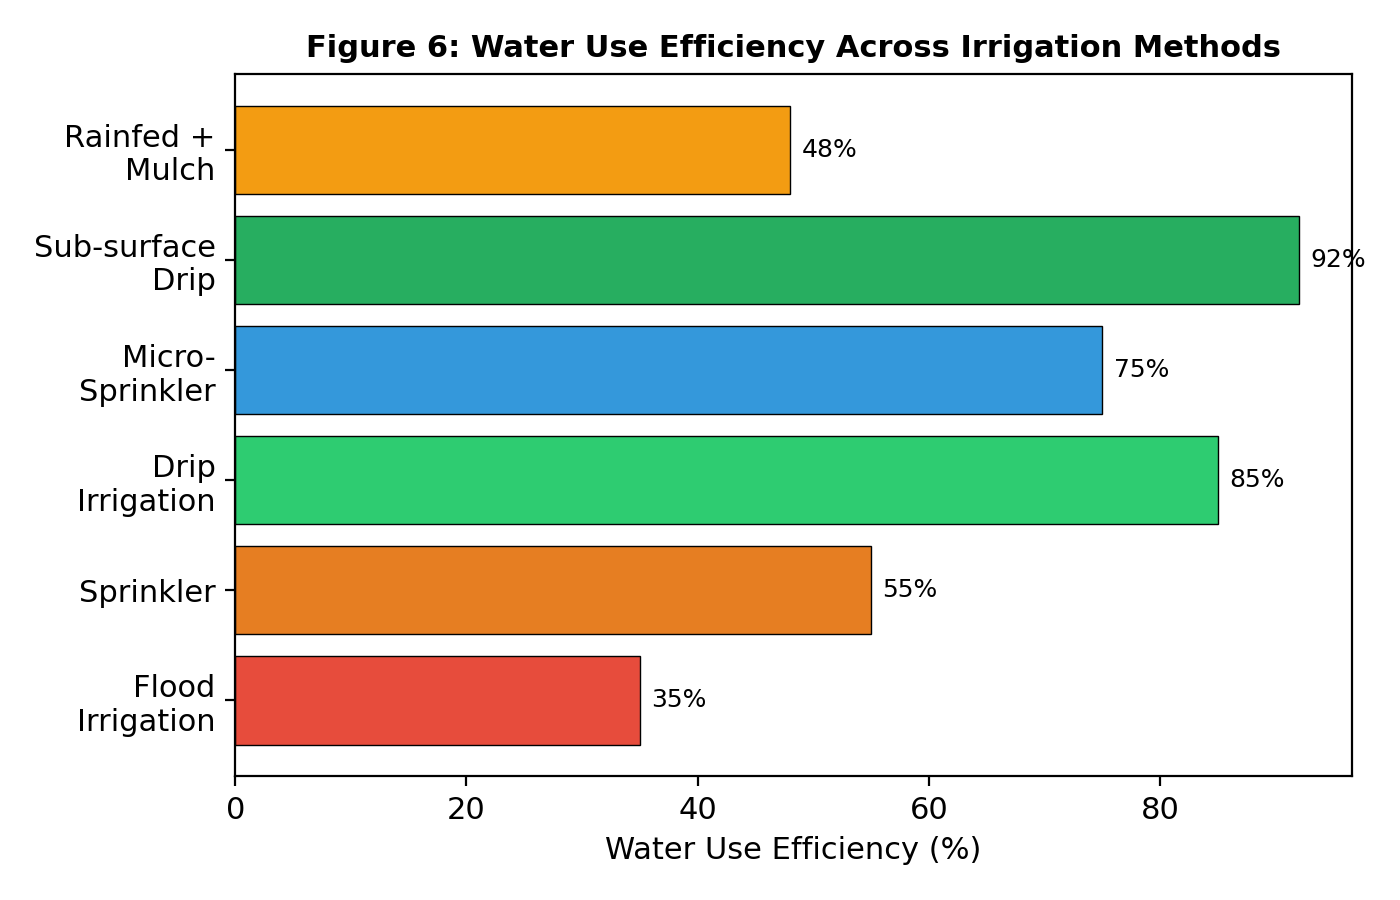 Figure 6: Water Use Efficiency Across Irrigation Methods
Rainfed +
Mulch
48%
Sub-surface
Drip
92%
Micro-
Sprinkler
75%
Drip
Irrigation
85%
Sprinkler
55%
Flood
Irrigation
35%
0 20 40 60 80
Water Use Efficiency (%)